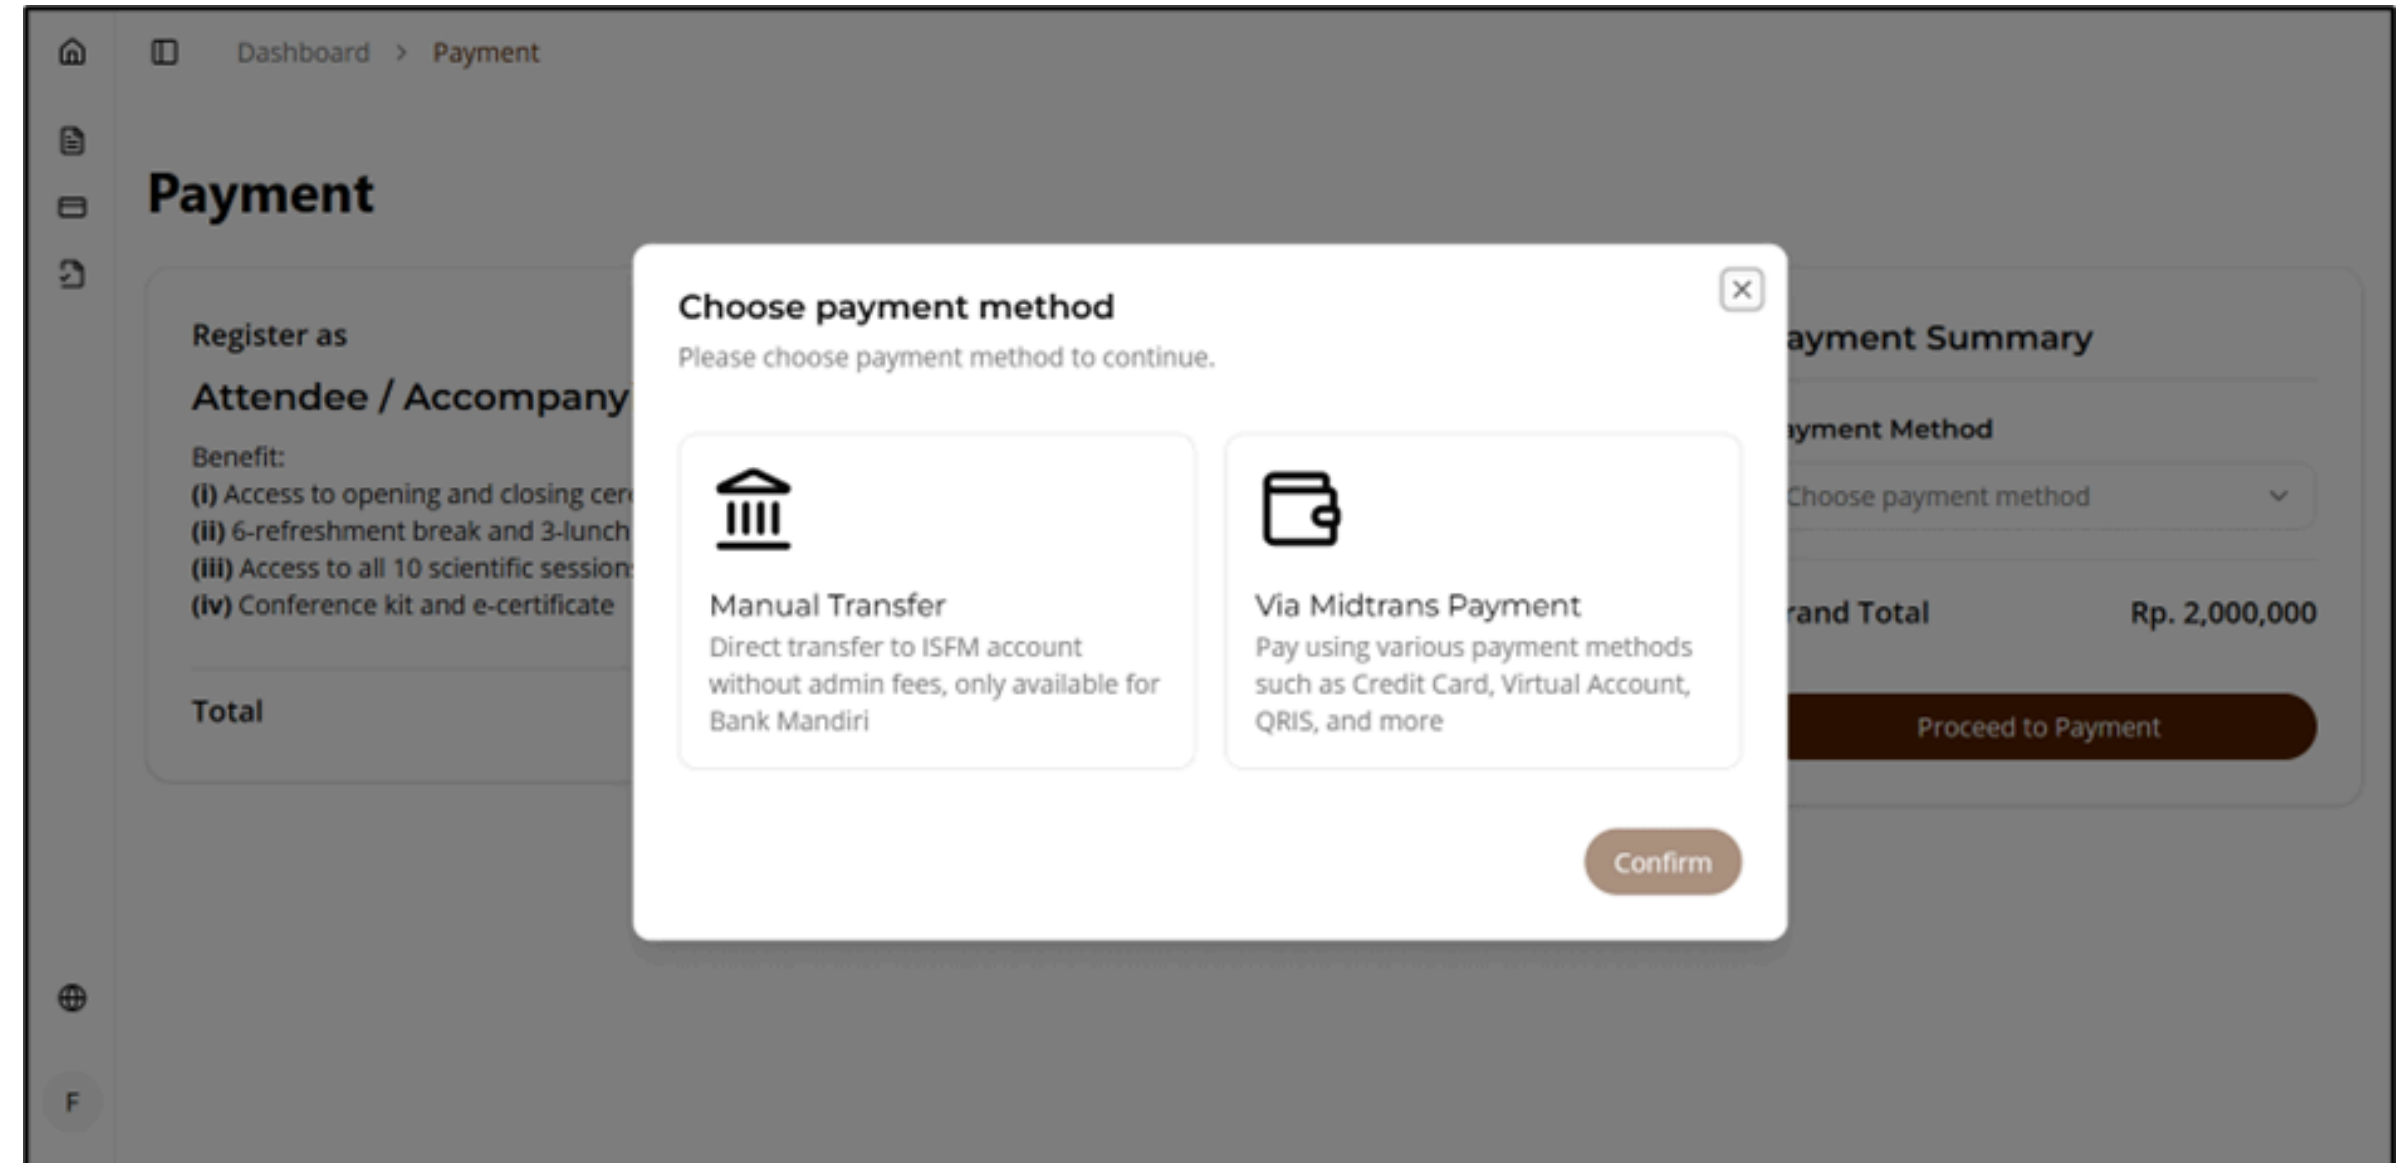 Dashboard > Payment
Payment
Register as
Attendee / Accompany
Benefit:
(i) Access to opening and closing cer
(ii) 6-refreshment break and 3-lunch
(iii) Access to all 10 scientific session
(iv) Conference kit and e-certificate
Total
Choose payment method
Please choose payment method to continue.
Manual Transfer
Direct transfer to ISFM account
without admin fees, only available for
Bank Mandiri
Via Midtrans Payment
Pay using various payment methods
such as Credit Card, Virtual Account,
QRIS, and more
Confirm
ayment Summary
ayment Method
Choose payment method
rand Total Rp. 2,000,000
Proceed to Payment
F